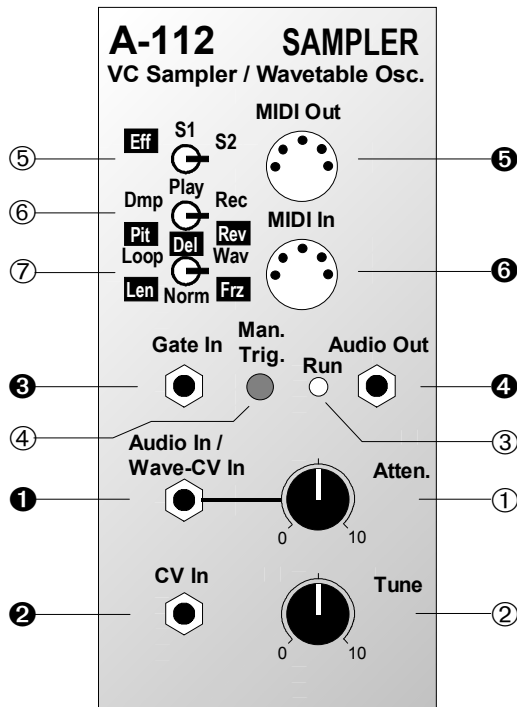 A-112 SAMPLER
VC Sampler / Wavetable Osc.
MIDI Out
Eff S1 S2
⑤ ❺
Play
Dmp Rec
⑥ MIDI In
Pit Del Rev
Loop Wav
⑦ ❻
Len Norm Frz
Gate In Man. Trig. Run Audio Out
❸ ❹
④ ③
Audio In /
Wave-CV In Atten.
❶ ①
0 10
CV In Tune
❷ ②
0 10